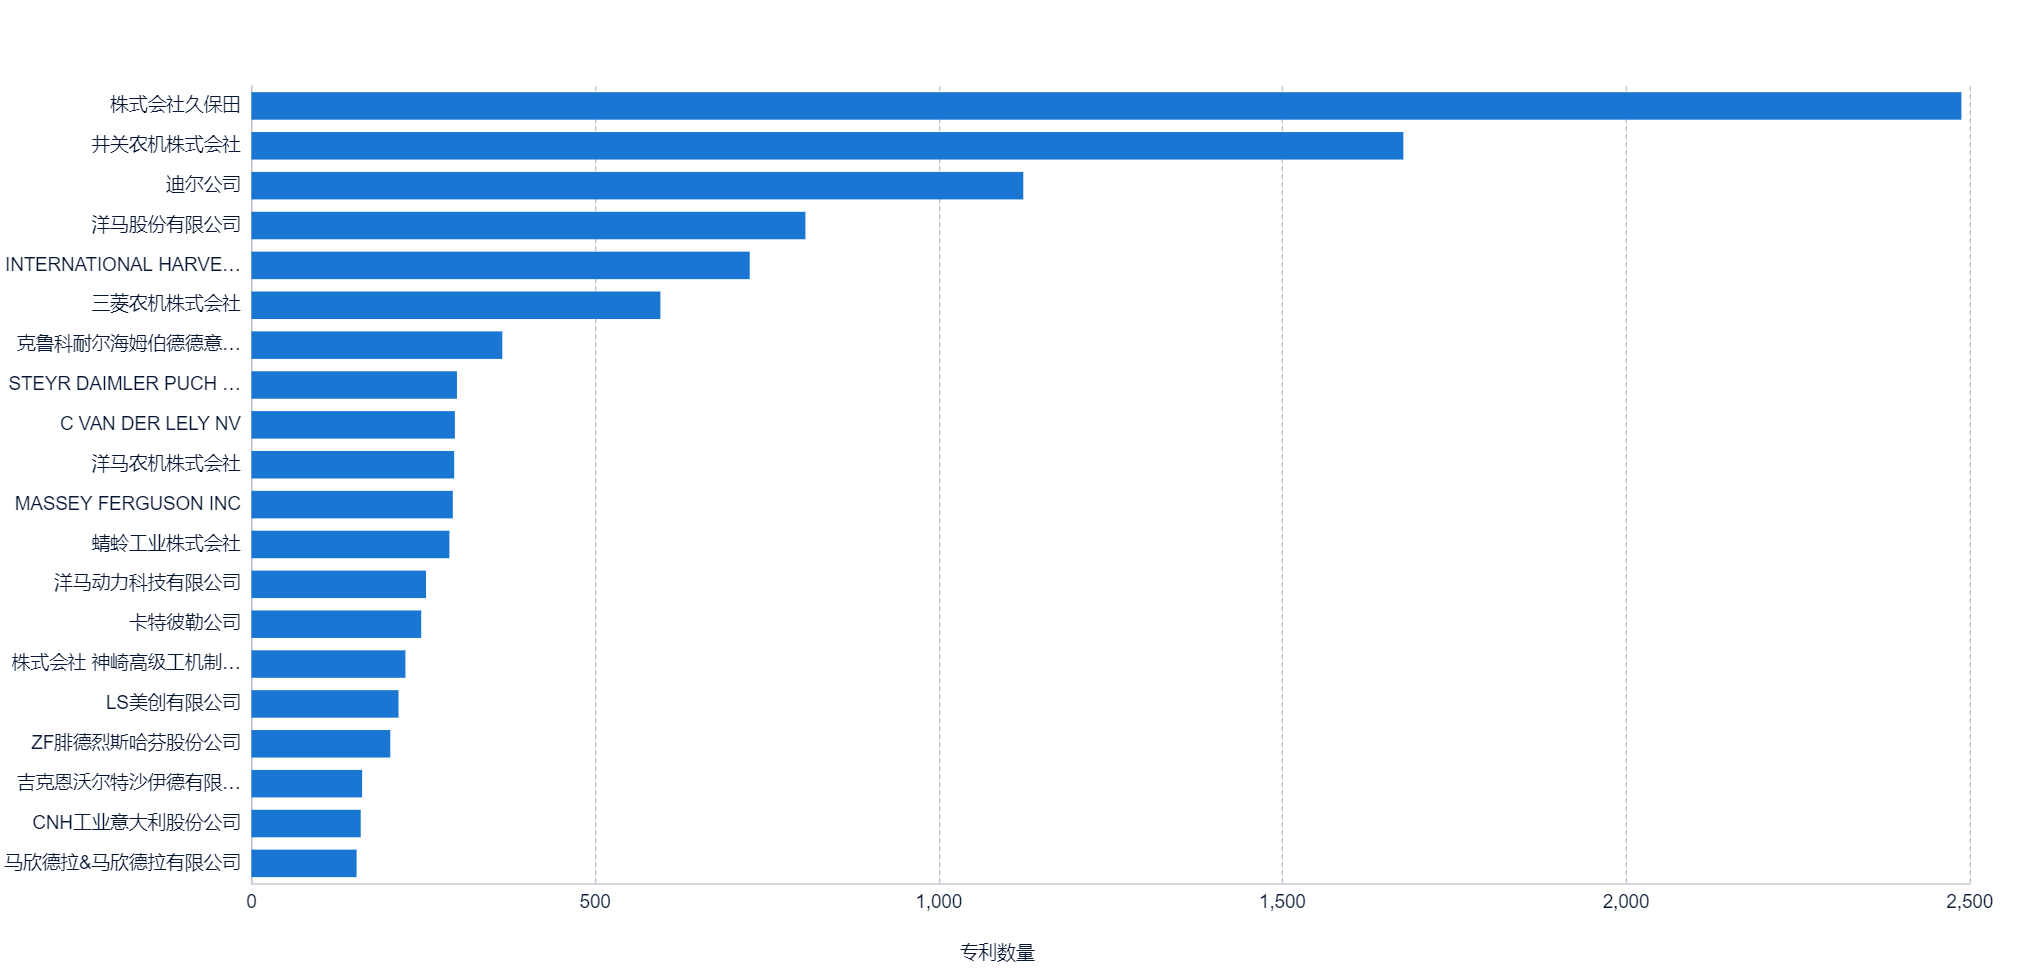 株式会社久保田
井关农机株式会社
迪尔公司
洋马股份有限公司
INTERNATIONAL HARVE…
三菱农机株式会社
克鲁科耐尔海姆伯德德意…
STEYR DAIMLER PUCH …
C VAN DER LELY NV
洋马农机株式会社
MASSEY FERGUSON INC
蜻蛉工业株式会社
洋马动力科技有限公司
卡特彼勒公司
株式会社 神崎高级工机制…
LS美创有限公司
ZF腓德烈斯哈芬股份公司
吉克恩沃尔特沙伊德有限…
CNH工业意大利股份公司
马欣德拉&马欣德拉有限公司
0 500 1,000 1,500 2,000 2,500
专利数量